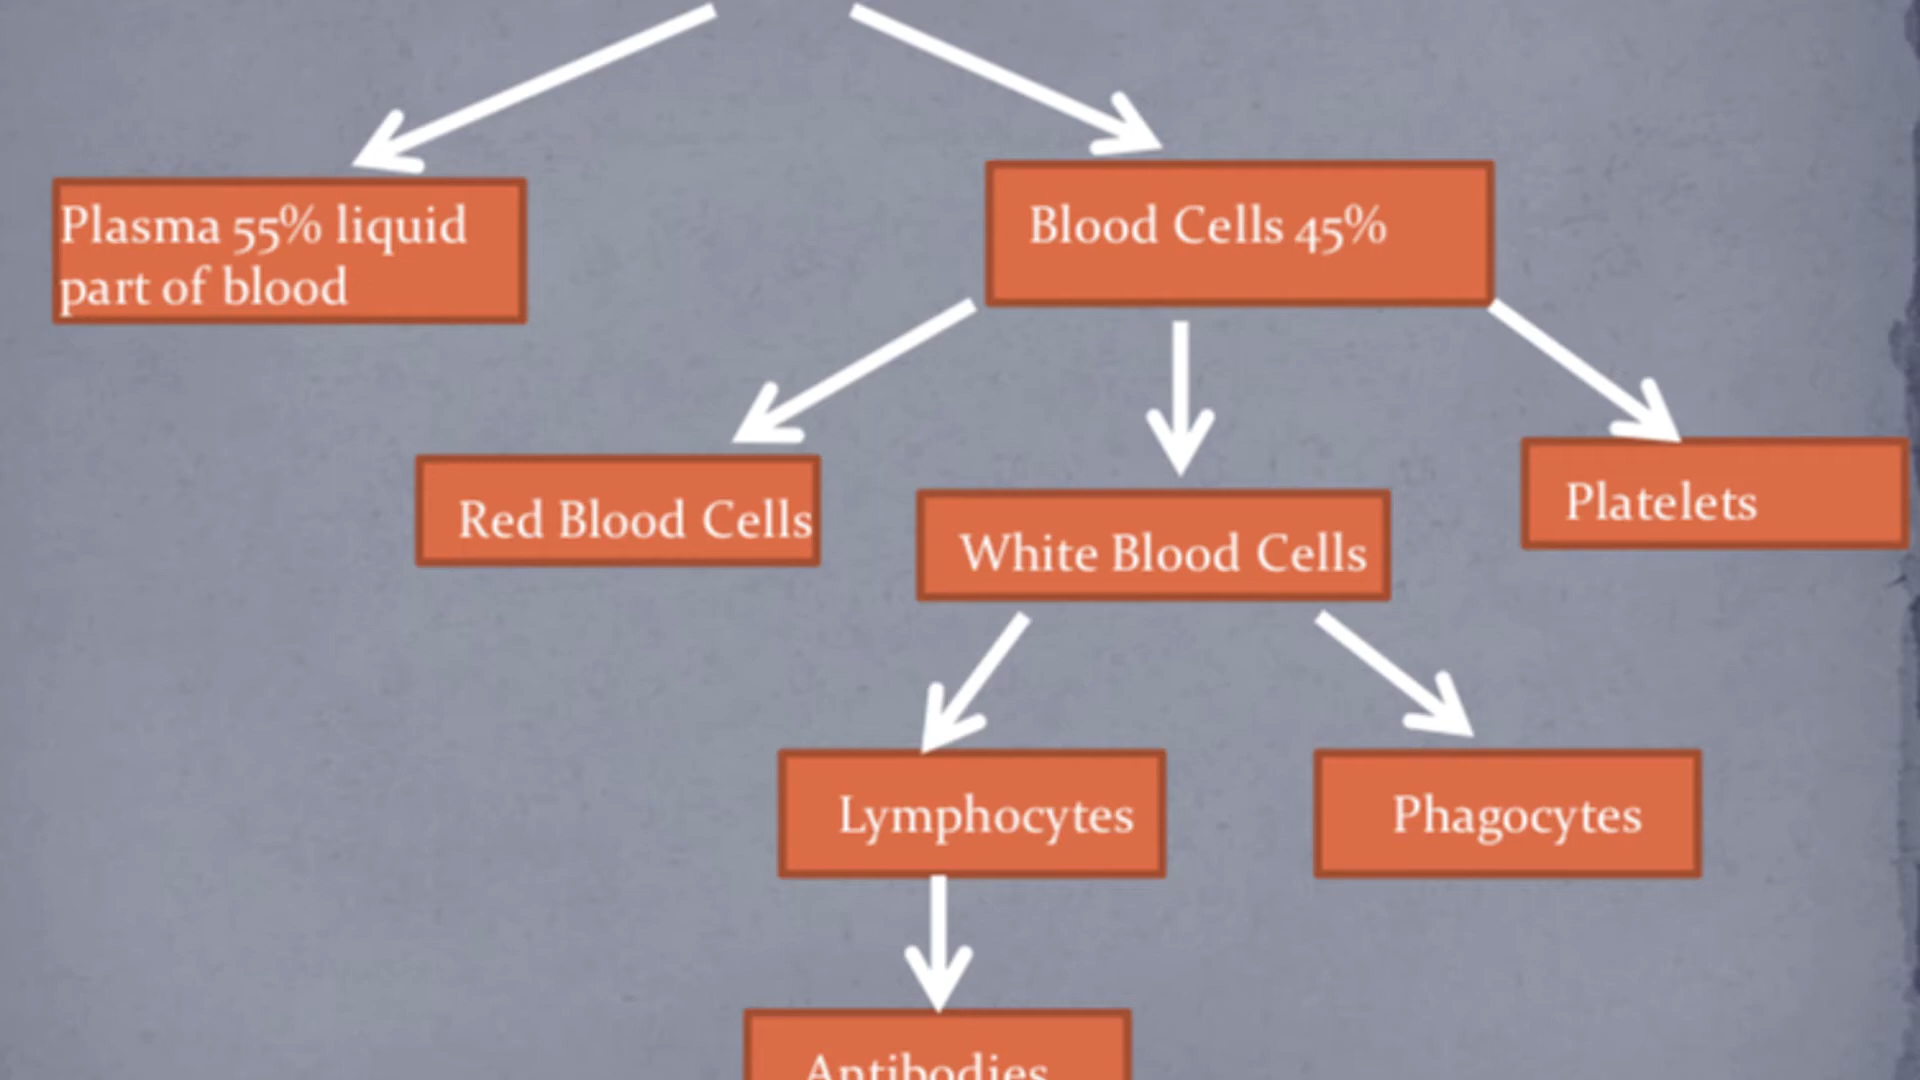 Plasma 55% liquid
part of blood
Blood Cells 45%
Red Blood Cells
White Blood Cells
Platelets
Lymphocytes
Phagocytes
Antibodies